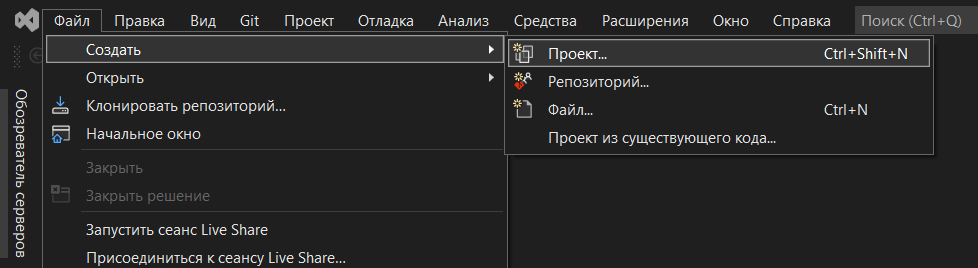 Файл Правка Вид Git Проект Отладка Анализ Средства Расширения Окно Справка Поиск (Ctrl+Q)
Обозреватель серверов
Создать
Открыть
Клонировать репозиторий...
Начальное окно
Закрыть
Закрыть решение
Запустить сеанс Live Share
Присоединиться к сеансу Live Share...
Проект... Ctrl+Shift+N
Репозиторий...
Файл... Ctrl+N
Проект из существующего кода...